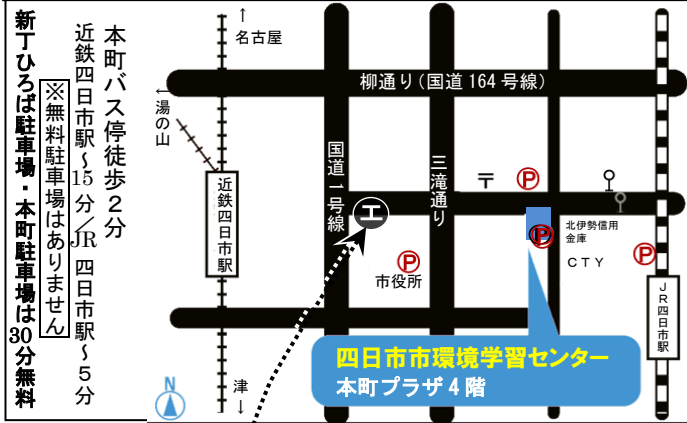 本町バス停徒歩2分
近鉄四日市駅～15分／JR四日市駅～5分
※無料駐車場はありません
新丁ひろば駐車場・本町駐車場は30分無料
↑
名古屋
柳通り（国道164号線）
←湯の山
近鉄四日市駅
国道1号線
三滝通り
〒
P
エ
P
北伊勢信用
金庫
CTY
P
市役所
P
JR四日市駅
四日市市環境学習センター
本町プラザ4階
N
津
↓